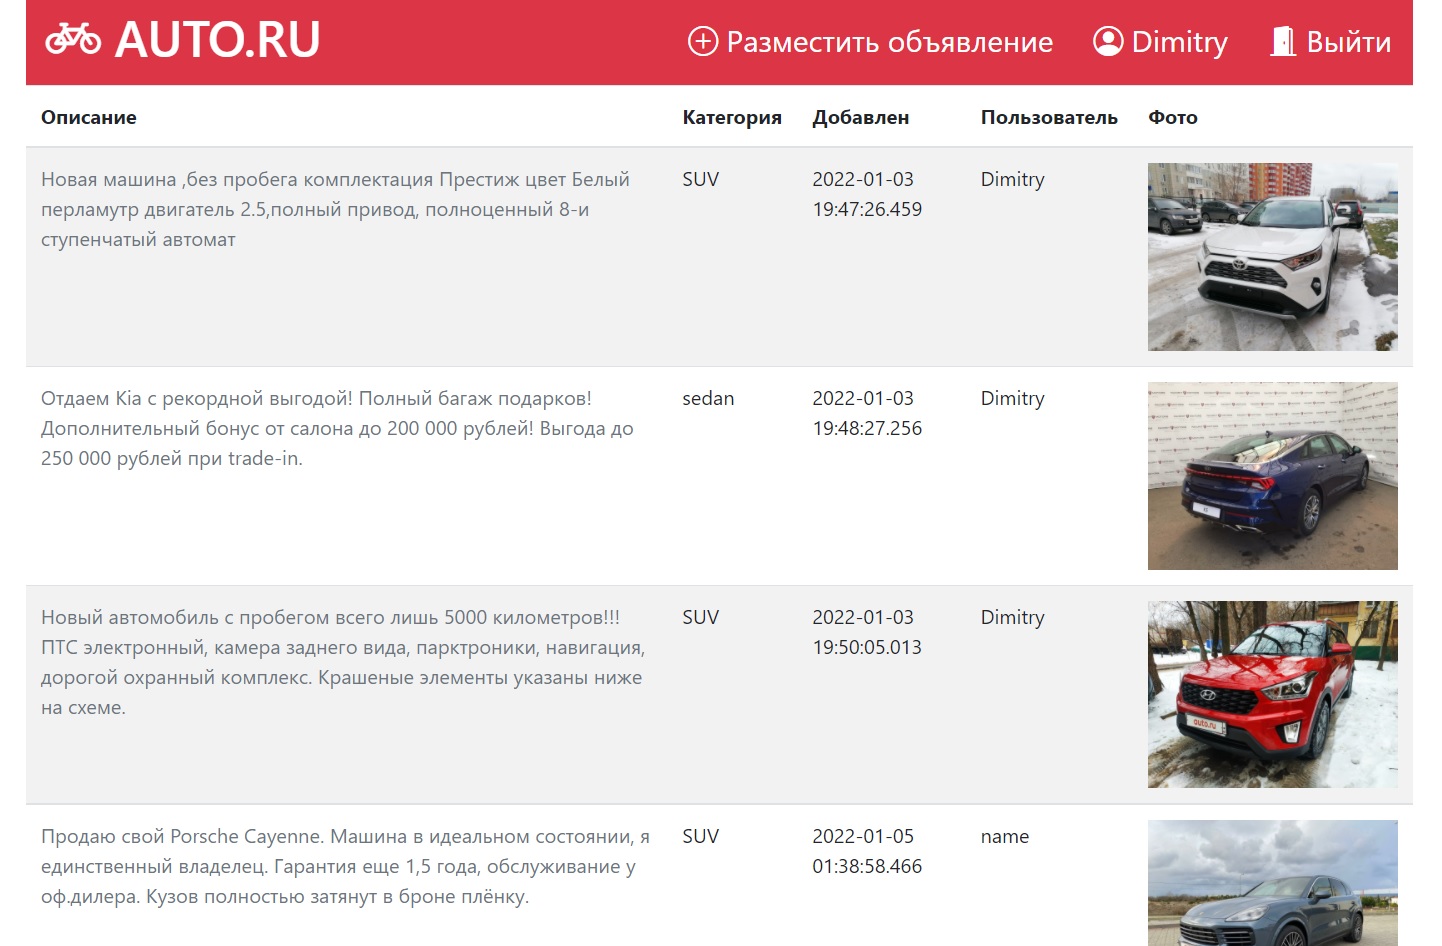 AUTO.RU
Разместить объявление
Dimitry
Выйти
Описание
Категория
Добавлен
Пользователь
Фото
Новая машина ,без пробега комплектация Престиж цвет Белый
перламутр двигатель 2.5,полный привод, полноценный 8-и
ступенчатый автомат
SUV
2022-01-03
19:47:26.459
Dimitry
Отдаем Kia с рекордной выгодой! Полный багаж подарков!
Дополнительный бонус от салона до 200 000 рублей! Выгода до
250 000 рублей при trade-in.
sedan
2022-01-03
19:48:27.256
Dimitry
Новый автомобиль с пробегом всего лишь 5000 километров!!!
ПТС электронный, камера заднего вида, парктроники, навигация,
дорогой охранный комплекс. Крашеные элементы указаны ниже
на схеме.
SUV
2022-01-03
19:50:05.013
Dimitry
auto.ru
Продаю свой Porsche Cayenne. Машина в идеальном состоянии, я
единственный владелец. Гарантия еще 1,5 года, обслуживание у
оф.дилера. Кузов полностью затянут в броне плёнку.
SUV
2022-01-05
01:38:58.466
name